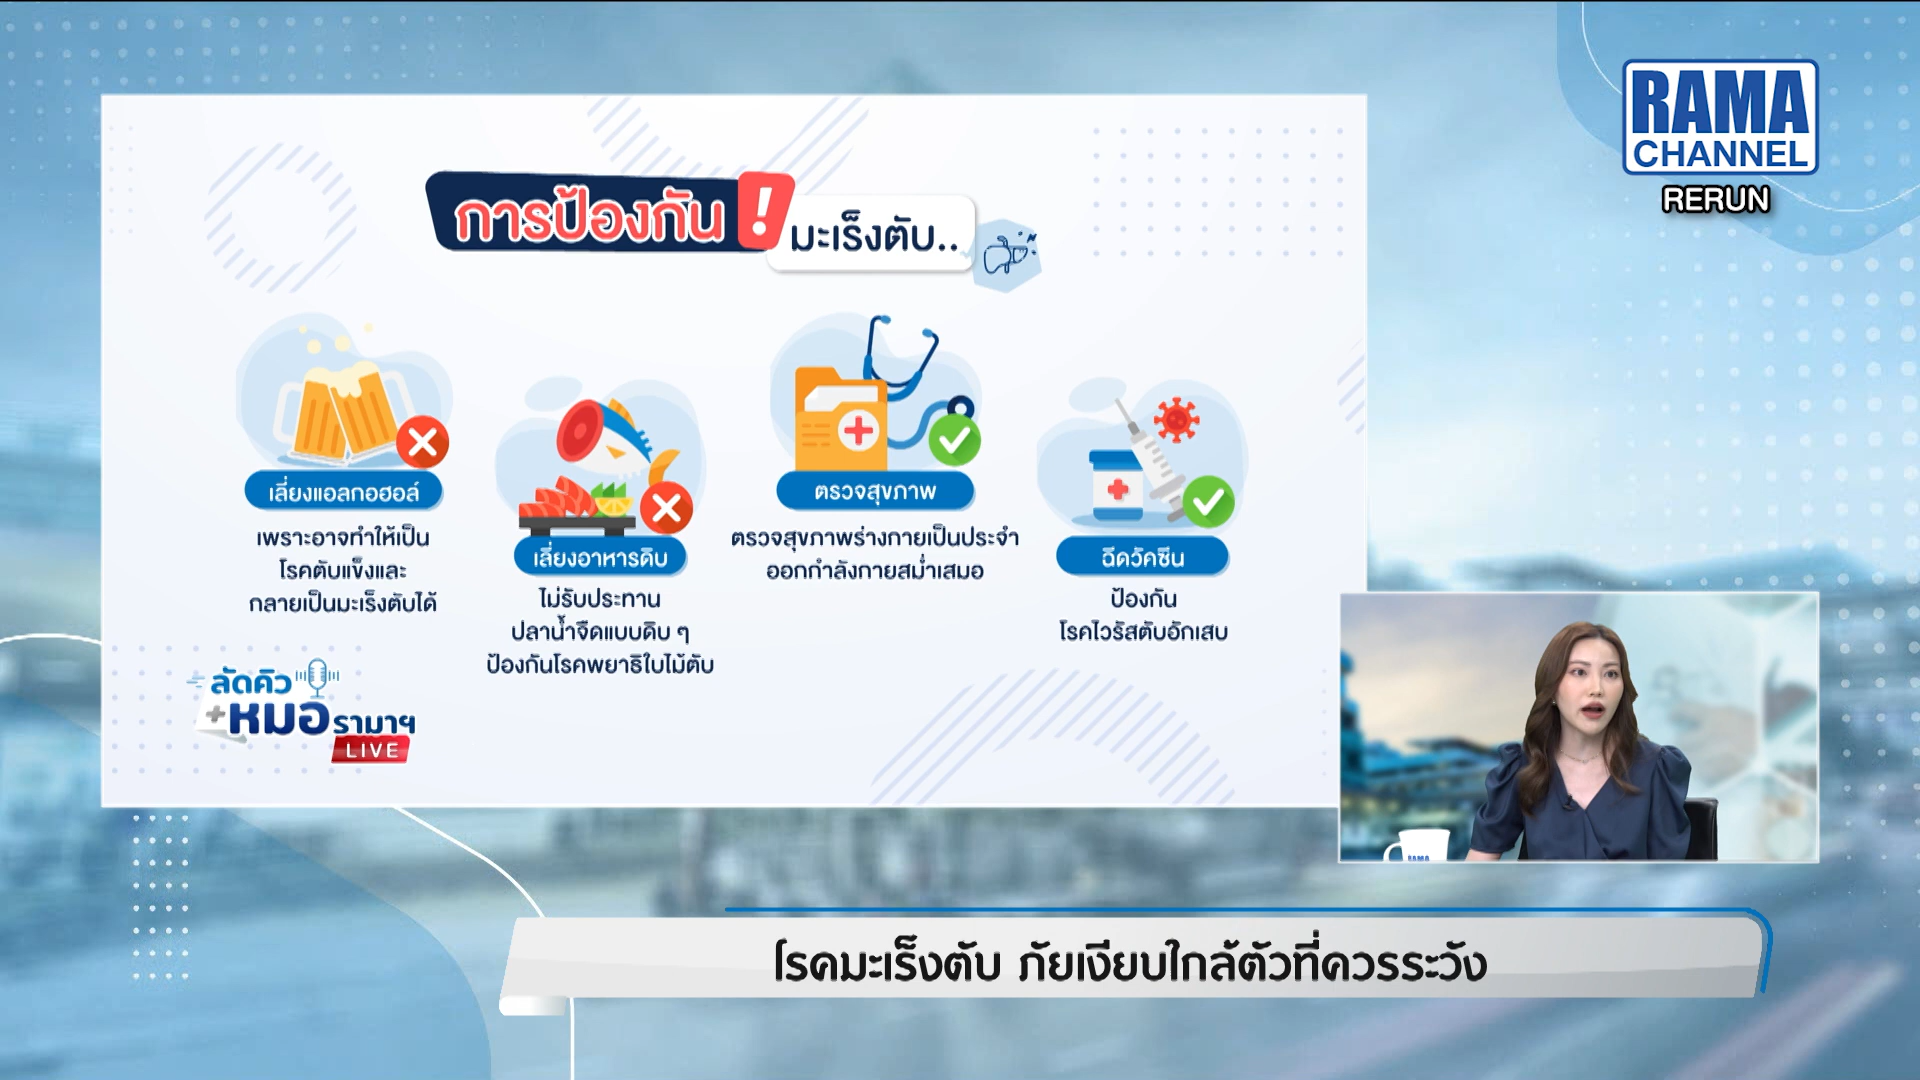 RAMA
CHANNEL
RERUN
การป้องกัน!
มะเร็งตับ..
เลี่ยงแอลกอฮอล์
เพราะอาจทำให้เป็น
โรคตับแข็งและ
กลายเป็นมะเร็งตับได้
เลี่ยงอาหารดิบ
ไม่รับประทาน
ปลาน้ำจืดแบบดิบ ๆ
ป้องกันโรคพยาธิใบไม้ตับ
ตรวจสุขภาพ
ตรวจสุขภาพร่างกายเป็นประจำ
ออกกำลังกายสม่ำเสมอ
ฉีดวัคซีน
ป้องกัน
โรคไวรัสตับอักเสบ
ลัดคิว
หมอรามาฯ
LIVE
RAMA
โรคมะเร็งตับ ภัยเงียบใกล้ตัวที่ควรระวัง